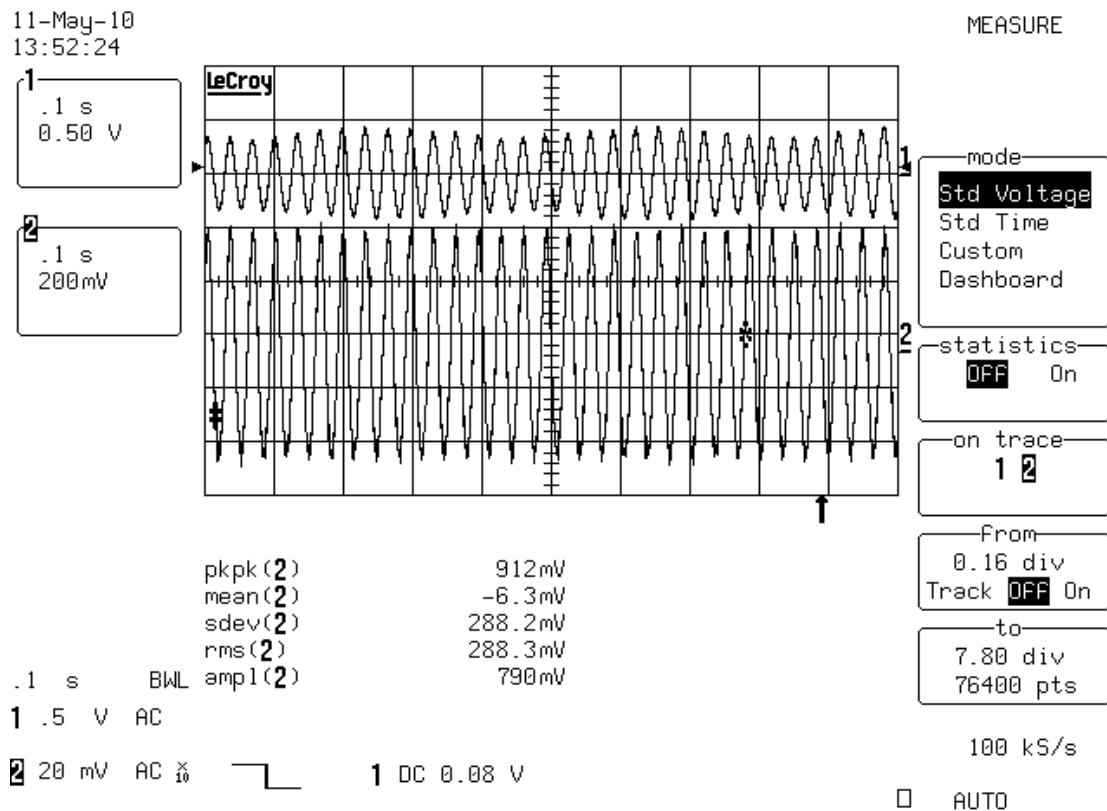 11-May-10
13:52:24
MEASURE
1
.1 s
0.50 V
2
.1 s
200mV
LeCroy
1
2
mode
Std Voltage
Std Time
Custom
Dashboard
statistics
OFF On
on trace
1 2
from
0.16 div
Track OFF On
to
7.80 div
76400 pts
pkpk(2) 912mV
mean(2) -6.3mV
sdev(2) 288.2mV
rms(2) 288.3mV
ampl(2) 790mV
.1 s BWL
1 .5 V AC
2 20 mV AC X10
1 DC 0.08 V
100 kS/s
AUTO